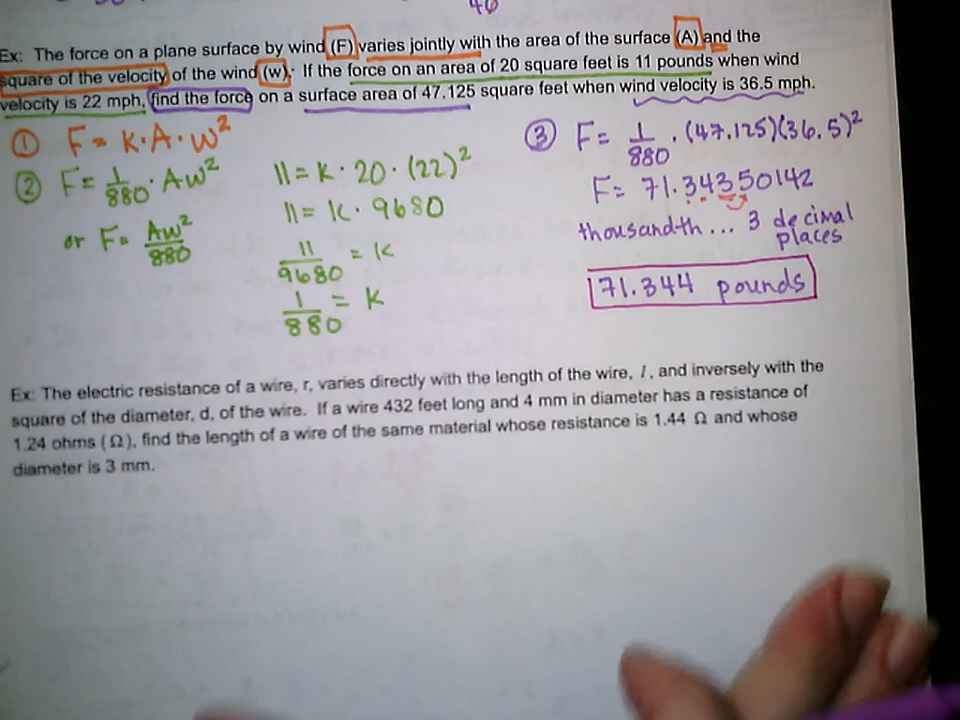 46
Ex: The force on a plane surface by wind (F) varies jointly with the area of the surface (A) and the
square of the velocity of the wind (w). If the force on an area of 20 square feet is 11 pounds when wind
velocity is 22 mph, find the force on a surface area of 47.125 square feet when wind velocity is 36.5 mph.
① F = K·A·w²
② F = 1/880 · Aw²
or F = Aw²/880
11 = K · 20 · (22)²
11 = K · 9680
11/9680 = K
1/880 = K
③ F = 1/880 · (47.125)(36.5)²
F = 71.34350142
thousandth ... 3 decimal
places
71.344 pounds
Ex: The electric resistance of a wire, r, varies directly with the length of the wire, l, and inversely with the
square of the diameter, d, of the wire. If a wire 432 feet long and 4 mm in diameter has a resistance of
1.24 ohms (Ω), find the length of a wire of the same material whose resistance is 1.44 Ω and whose
diameter is 3 mm.